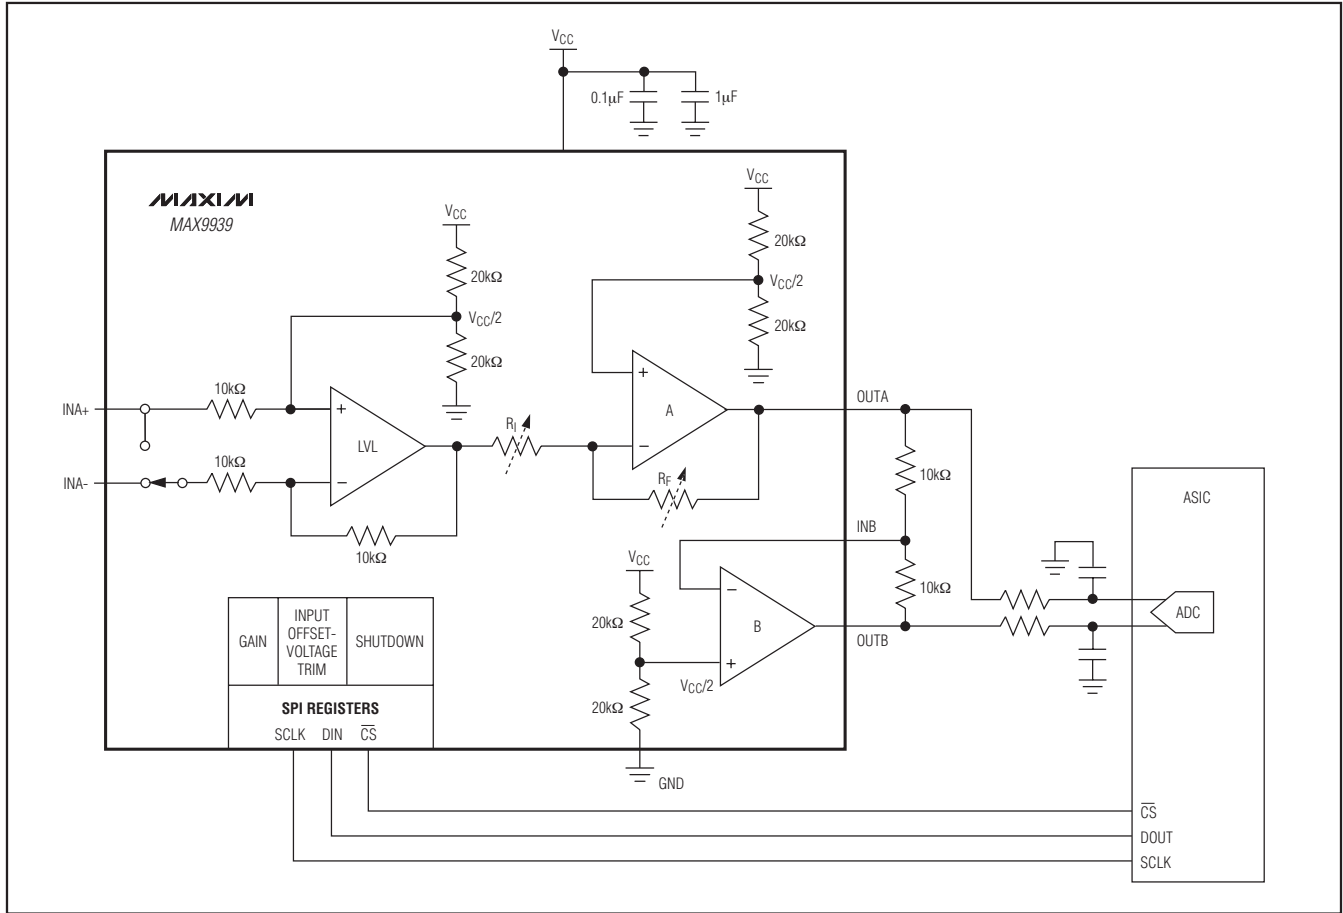 VCC
0.1µF
1µF
MAXIM
MAX9939
VCC
20kΩ
VCC/2
20kΩ
VCC
20kΩ
VCC/2
20kΩ
INA+
10kΩ
+
LVL
−
INA-
10kΩ
10kΩ
RI
+
A
−
RF
OUTA
10kΩ
INB
10kΩ
OUTB
VCC
20kΩ
VCC/2
20kΩ
GND
−
B
+
ASIC
ADC
GAIN
INPUT
OFFSET-
VOLTAGE
TRIM
SHUTDOWN
SPI REGISTERS
SCLK DIN C̅S̅
C̅S̅
DOUT
SCLK